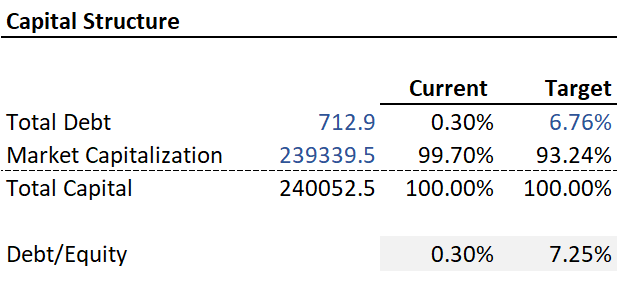 Capital Structure
Current Target
Total Debt 712.9 0.30% 6.76%
Market Capitalization 239339.5 99.70% 93.24%
Total Capital 240052.5 100.00% 100.00%
Debt/Equity 0.30% 7.25%